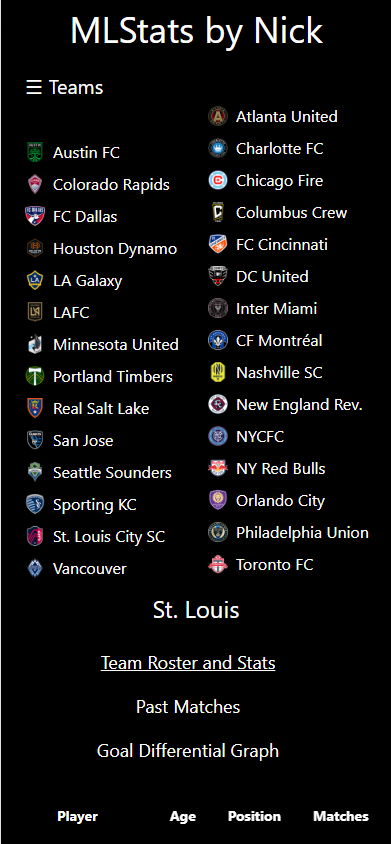 MLStats by Nick
☰ Teams
Austin FC
Colorado Rapids
FC Dallas
Houston Dynamo
LA Galaxy
LAFC
Minnesota United
Portland Timbers
Real Salt Lake
San Jose
Seattle Sounders
Sporting KC
St. Louis City SC
Vancouver
Atlanta United
Charlotte FC
Chicago Fire
Columbus Crew
FC Cincinnati
DC United
Inter Miami
CF Montréal
Nashville SC
New England Rev.
NYCFC
NY Red Bulls
Orlando City
Philadelphia Union
Toronto FC
St. Louis
Team Roster and Stats
Past Matches
Goal Differential Graph
Player Age Position Matches